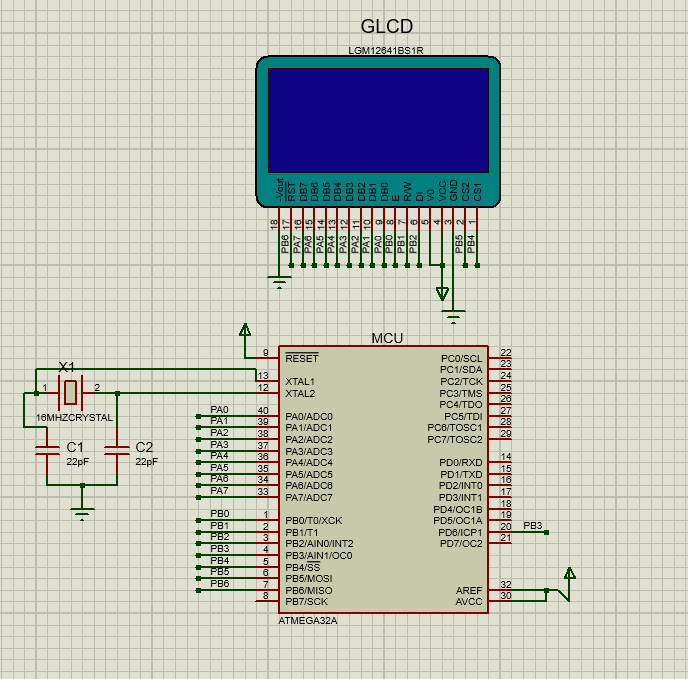 GLCD
LGM12641BS1R
-Vout RST DB7 DB6 DB5 DB4 DB3 DB2 DB1 DB0 E R/W DI V0 VCC GND CS2 CS1
18 17 16 15 14 13 12 11 10 9 8 7 6 5 4 3 2 1
PB6 PA7 PA6 PA5 PA4 PA3 PA2 PA1 PA0 PB0 PB1 PB2 PB5 PB4
MCU
9 RESET PC0/SCL 22
PC1/SDA 23
13 XTAL1 PC2/TCK 24
12 XTAL2 PC3/TMS 25
PC4/TDO 26
PA0 40 PA0/ADC0 PC5/TDI 27
PA1 39 PA1/ADC1 PC6/TOSC1 28
PA2 38 PA2/ADC2 PC7/TOSC2 29
PA3 37 PA3/ADC3
PA4 36 PA4/ADC4 PD0/RXD 14
PA5 35 PA5/ADC5 PD1/TXD 15
PA6 34 PA6/ADC6 PD2/INT0 16
PA7 33 PA7/ADC7 PD3/INT1 17
PD4/OC1B 18
PB0 1 PB0/T0/XCK PD5/OC1A 19
PB1 2 PB1/T1 PD6/ICP1 20 PB3
PB2 3 PB2/AIN0/INT2 PD7/OC2 21
PB3 4 PB3/AIN1/OC0
PB4 5 PB4/SS
PB5 6 PB5/MOSI
PB6 7 PB6/MISO AREF 32
8 PB7/SCK AVCC 30
ATMEGA32A
X1
1 2
16MHZCRYSTAL
C1
22pF
C2
22pF